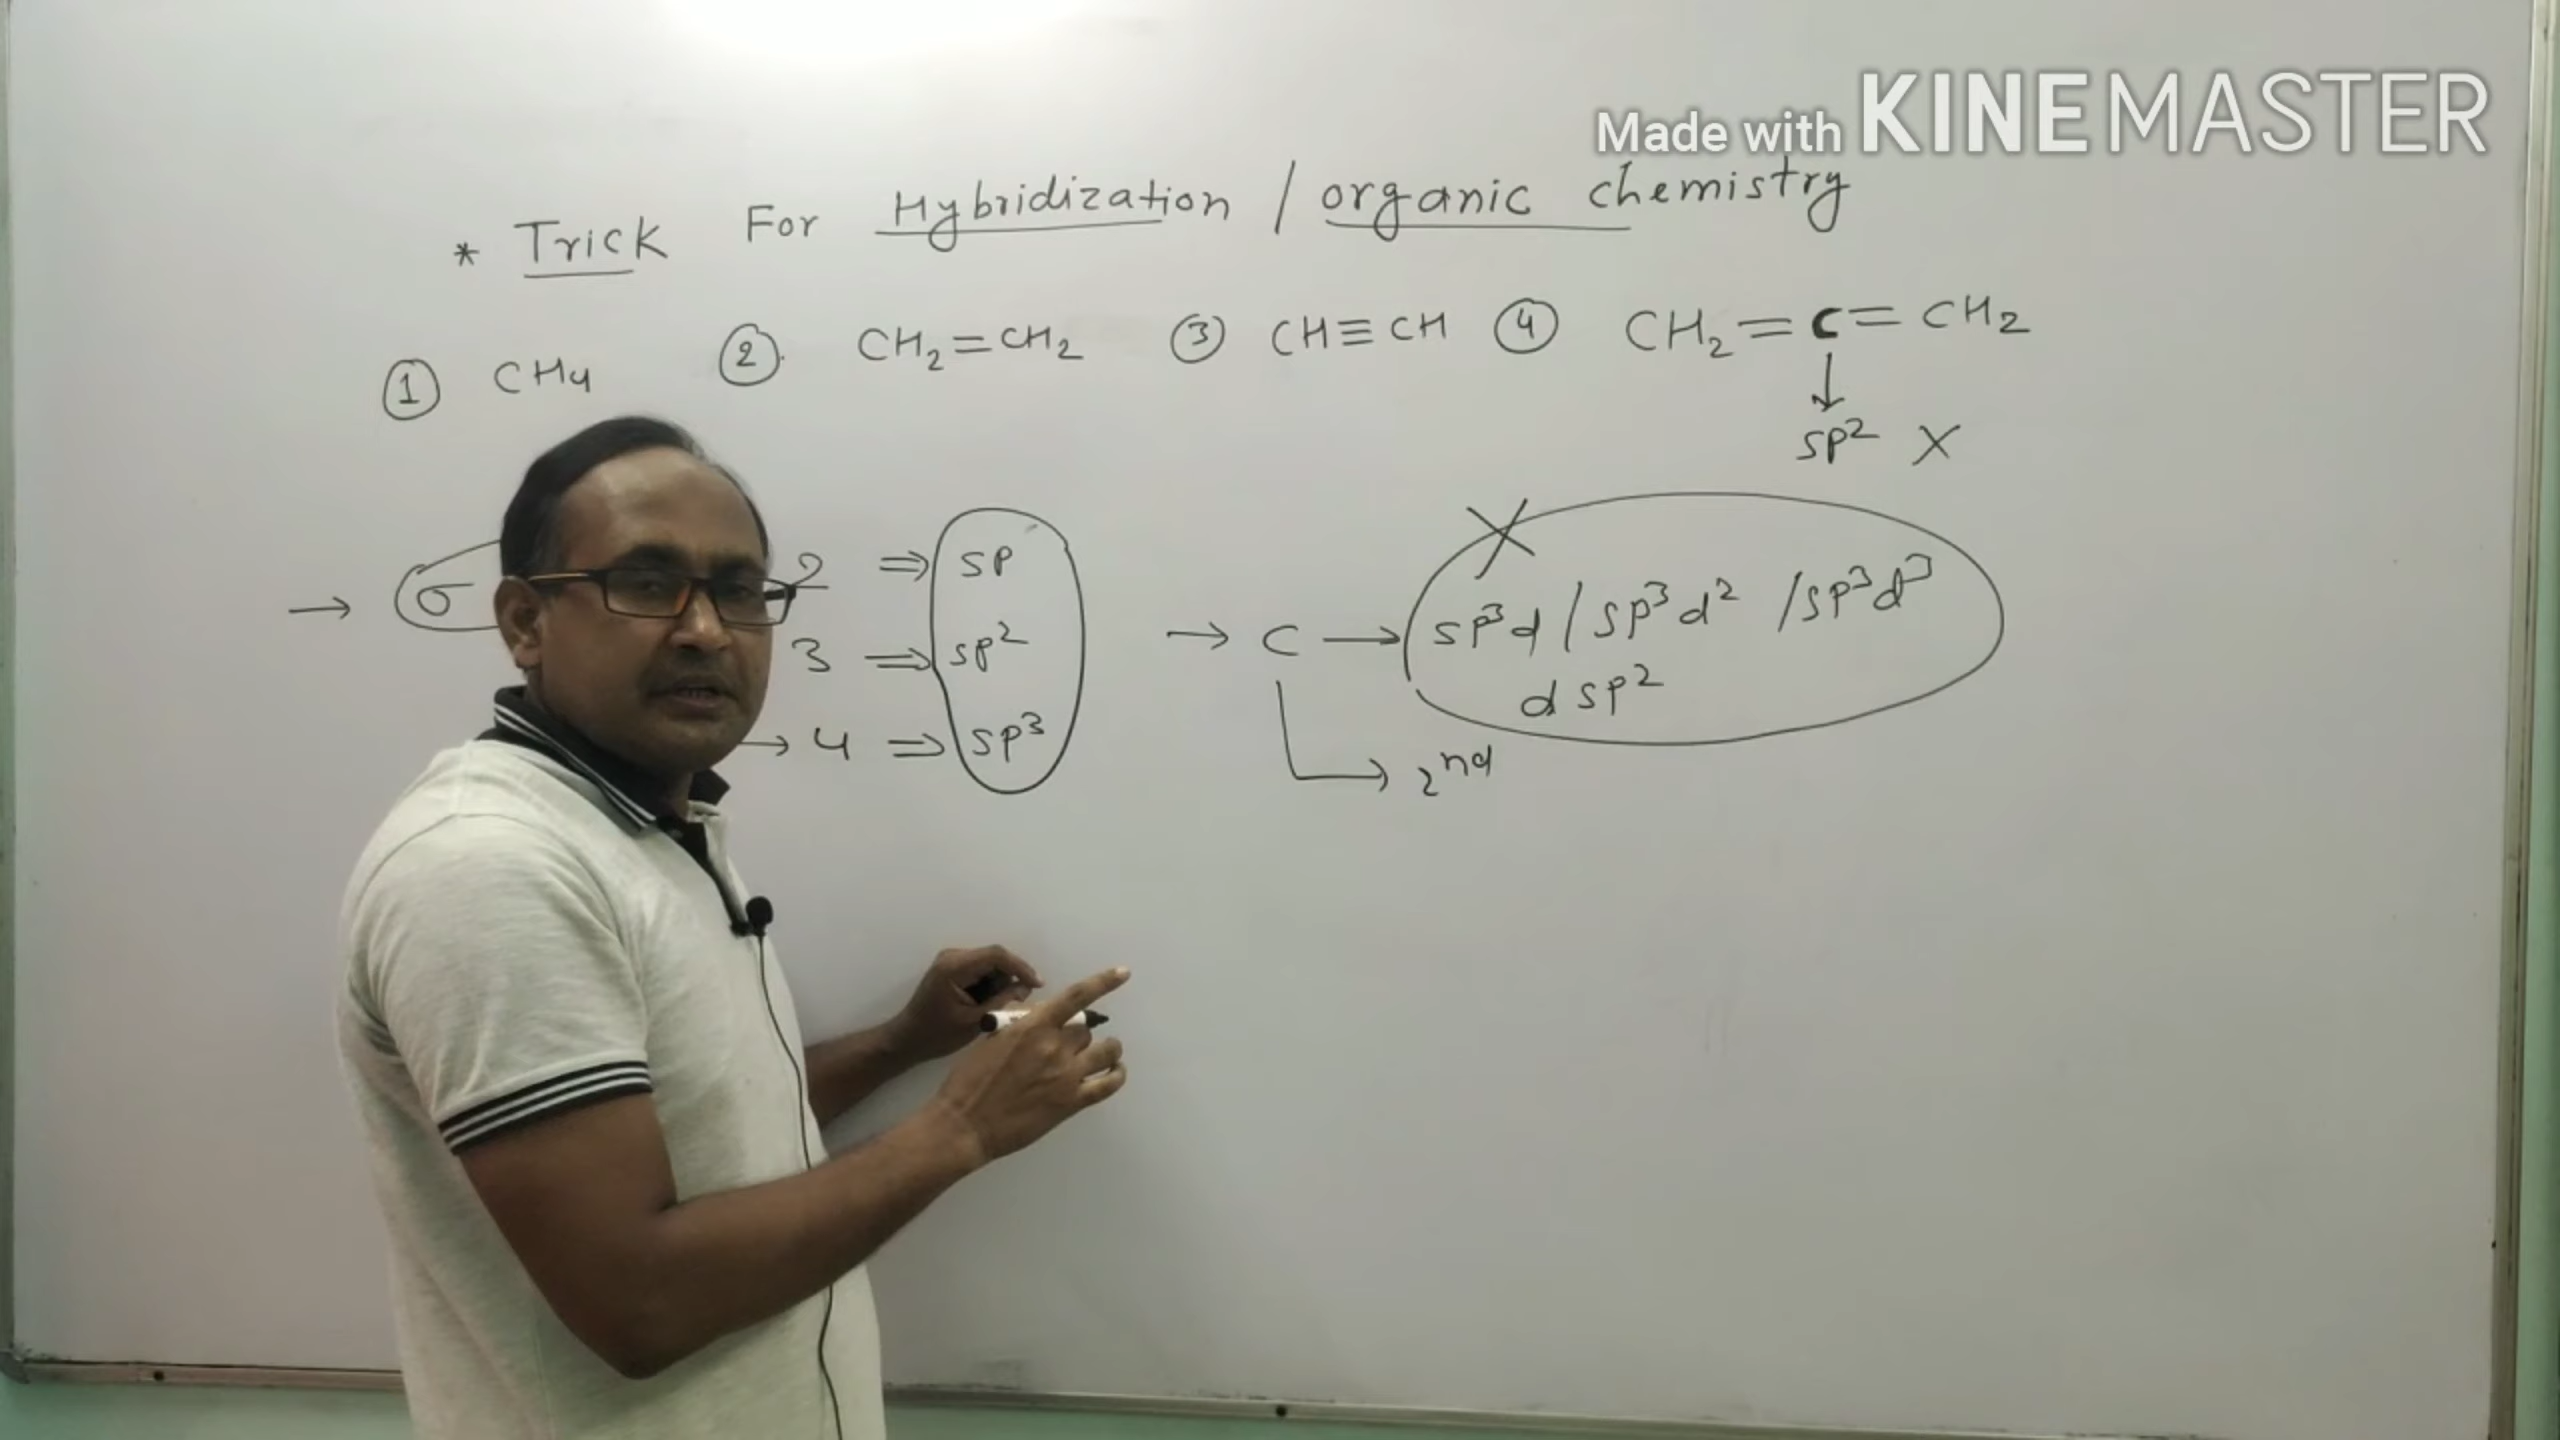 Made with KINEMASTER
* Trick For Hybridization / organic chemistry
① CH4 ② CH2=CH2 ③ CH≡CH ④ CH2=C=CH2
↓
sp2 X
→ σ 2 ⇒ sp
3 ⇒ sp2
→ 4 ⇒ sp3
X
→ C → sp3d / sp3d2 / sp3d3
dsp2
→ 2nd